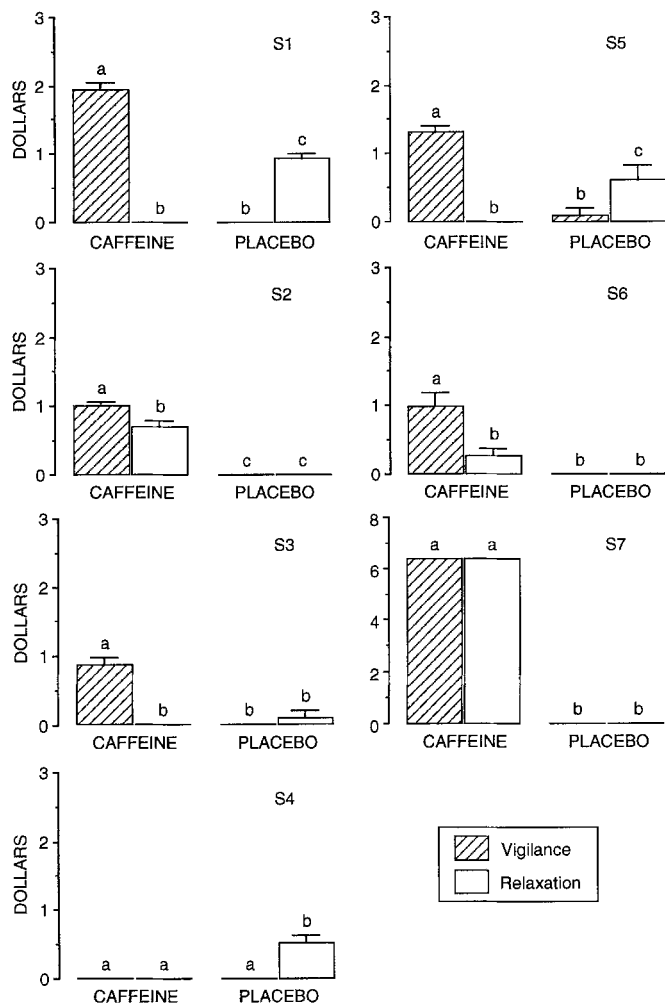 3
2
1
0
DOLLARS
S1
a
b
b
c
CAFFEINE
PLACEBO
3
2
1
0
S5
a
b
b
c
CAFFEINE
PLACEBO
3
2
1
0
DOLLARS
S2
a
b
c
c
CAFFEINE
PLACEBO
3
2
1
0
S6
a
b
b
b
CAFFEINE
PLACEBO
3
2
1
0
DOLLARS
S3
a
b
b
b
CAFFEINE
PLACEBO
8
6
4
2
0
S7
a
a
b
b
CAFFEINE
PLACEBO
3
2
1
0
DOLLARS
S4
a
a
a
b
CAFFEINE
PLACEBO
Vigilance
Relaxation